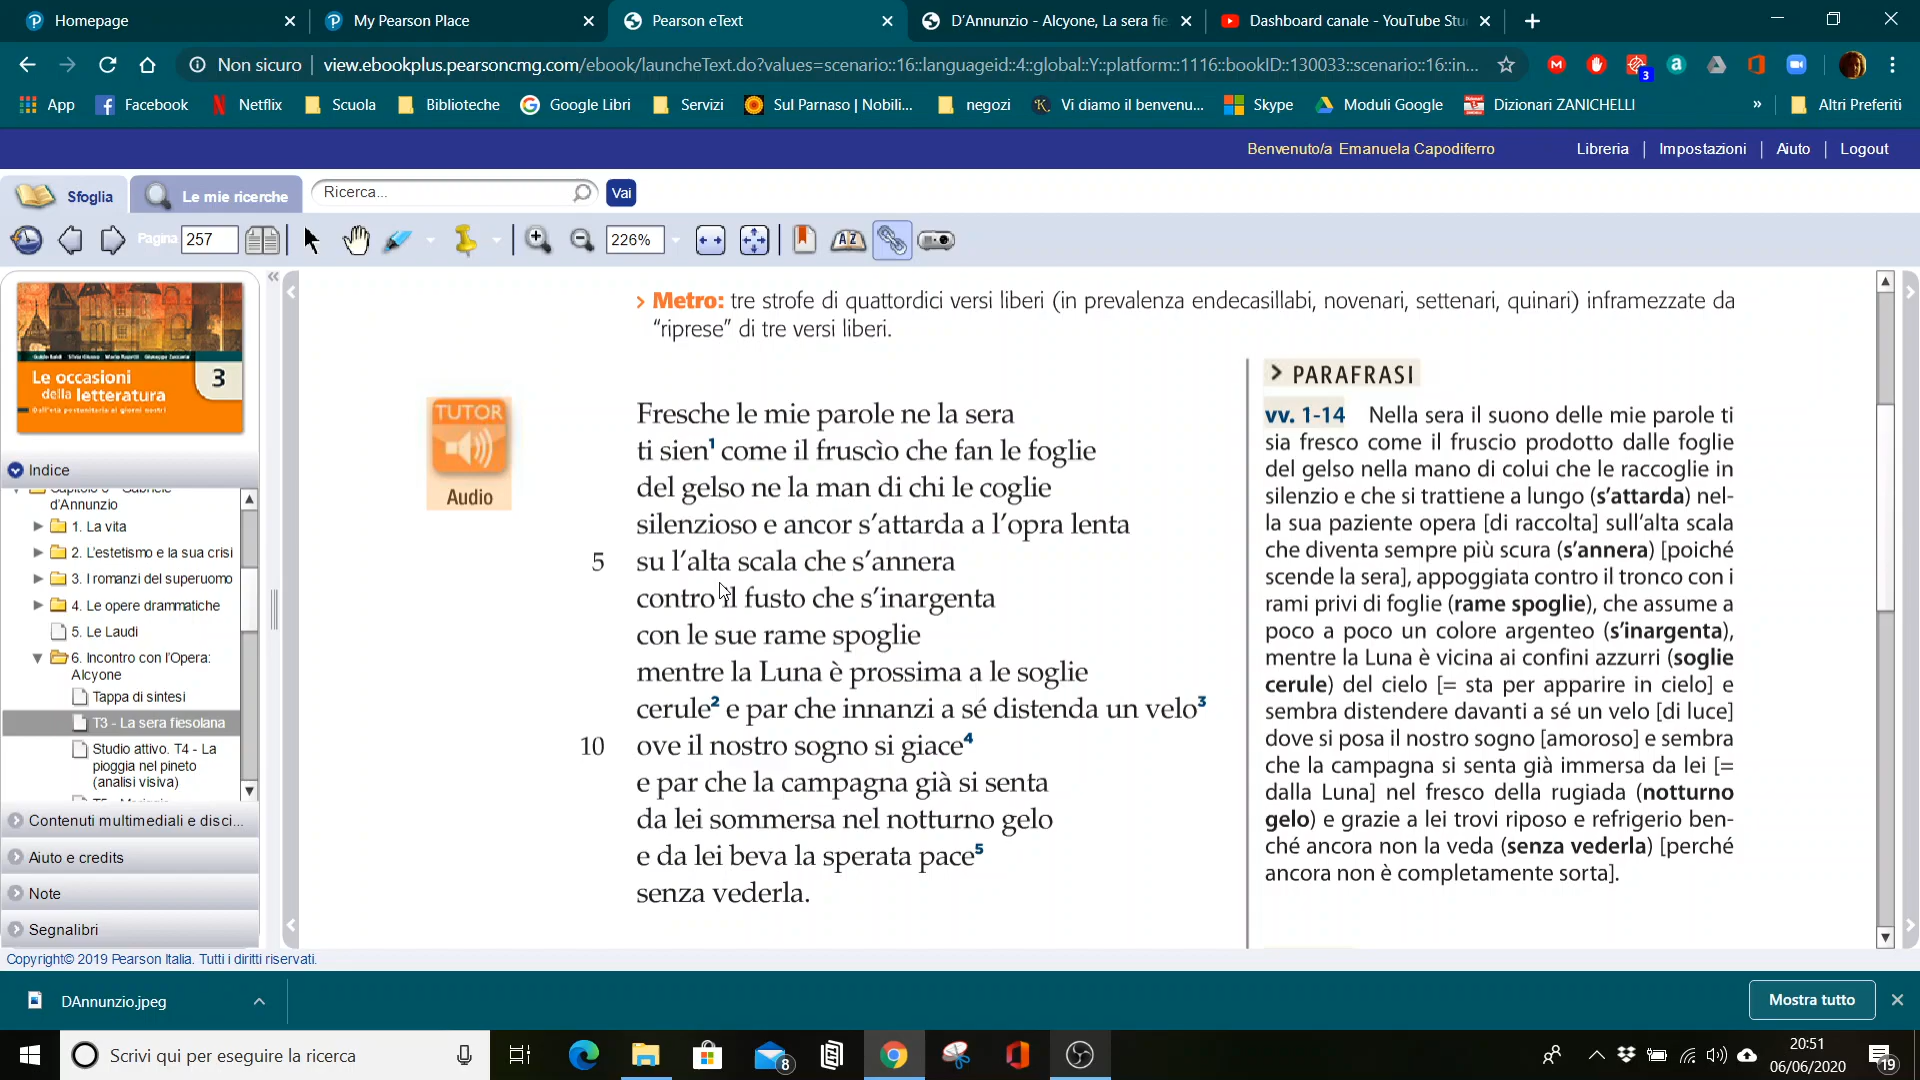 Homepage
My Pearson Place
Pearson eText
D'Annunzio - Alcyone, La sera fie
Dashboard canale - YouTube Stu
Non sicuro
view.ebookplus.pearsoncmg.com/ebook/launcheText.do?values=scenario::16::languageid::4::global::Y::platform::1116::bookID::130033::scenario::16::in...
3
App
Facebook
Netflix
Scuola
Biblioteche
Google Libri
Servizi
Sul Parnaso | Nobili...
negozi
Vi diamo il benvenu...
Skype
Moduli Google
Dizionari ZANICHELLI
»
Altri Preferiti
Benvenuto/a Emanuela Capodiferro
Libreria
Impostazioni
Aiuto
Logout
Sfoglia
Le mie ricerche
Ricerca...
Vai
Pagina
257
226%
AZ
> Metro: tre strofe di quattordici versi liberi (in prevalenza endecasillabi, novenari, settenari, quinari) inframezzate da
"riprese" di tre versi liberi.
Le occasioni
della letteratura
3
Indice
d'Annunzio
1. La vita
2. L'estetismo e la sua crisi
3. I romanzi del superuomo
4. Le opere drammatiche
5. Le Laudi
6. Incontro con l'Opera:
Alcyone
Tappa di sintesi
T3 - La sera fiesolana
Studio attivo. T4 - La
pioggia nel pineto
(analisi visiva)
Contenuti multimediali e disci...
Aiuto e credits
Note
Segnalibri
TUTOR
Audio
Fresche le mie parole ne la sera
ti sien¹ come il fruscìo che fan le foglie
del gelso ne la man di chi le coglie
silenzioso e ancor s'attarda a l'opra lenta
5 su l'alta scala che s'annera
contro il fusto che s'inargenta
con le sue rame spoglie
mentre la Luna è prossima a le soglie
cerule² e par che innanzi a sé distenda un velo³
10 ove il nostro sogno si giace⁴
e par che la campagna già si senta
da lei sommersa nel notturno gelo
e da lei beva la sperata pace⁵
senza vederla.
> PARAFRASI
vv. 1-14 Nella sera il suono delle mie parole ti
sia fresco come il fruscio prodotto dalle foglie
del gelso nella mano di colui che le raccoglie in
silenzio e che si trattiene a lungo (s'attarda) nel-
la sua paziente opera [di raccolta] sull'alta scala
che diventa sempre più scura (s'annera) [poiché
scende la sera], appoggiata contro il tronco con i
rami privi di foglie (rame spoglie), che assume a
poco a poco un colore argenteo (s'inargenta),
mentre la Luna è vicina ai confini azzurri (soglie
cerule) del cielo [= sta per apparire in cielo] e
sembra distendere davanti a sé un velo [di luce]
dove si posa il nostro sogno [amoroso] e sembra
che la campagna si senta già immersa da lei [=
dalla Luna] nel fresco della rugiada (notturno
gelo) e grazie a lei trovi riposo e refrigerio ben-
ché ancora non la veda (senza vederla) [perché
ancora non è completamente sorta].
Copyright© 2019 Pearson Italia. Tutti i diritti riservati.
DAnnunzio.jpeg
Mostra tutto
Scrivi qui per eseguire la ricerca
8
20:51
06/06/2020
19